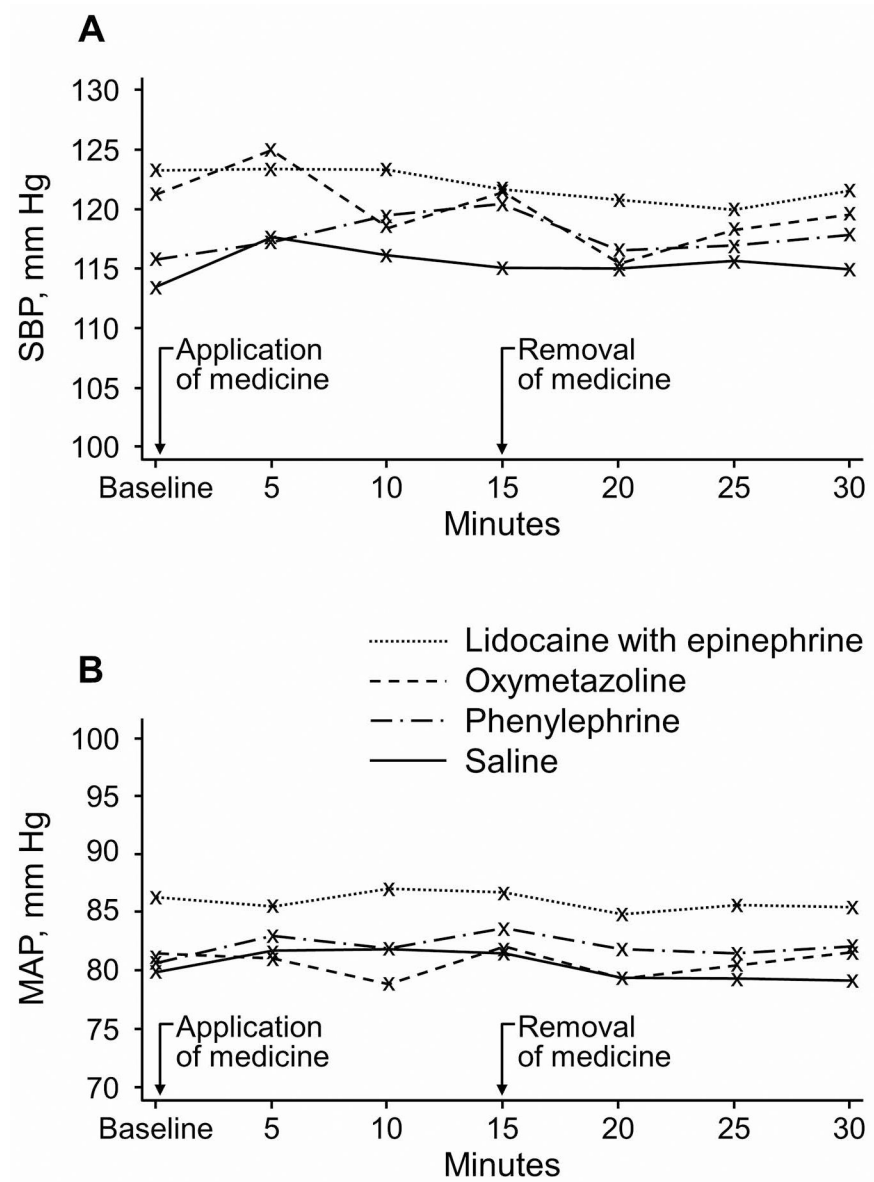 A
130
125
120
115
110
105
100
SBP, mm Hg
Application
of medicine
Removal
of medicine
Baseline 5 10 15 20 25 30
Minutes
Lidocaine with epinephrine
Oxymetazoline
Phenylephrine
Saline
B
100
95
90
85
80
75
70
MAP, mm Hg
Application
of medicine
Removal
of medicine
Baseline 5 10 15 20 25 30
Minutes